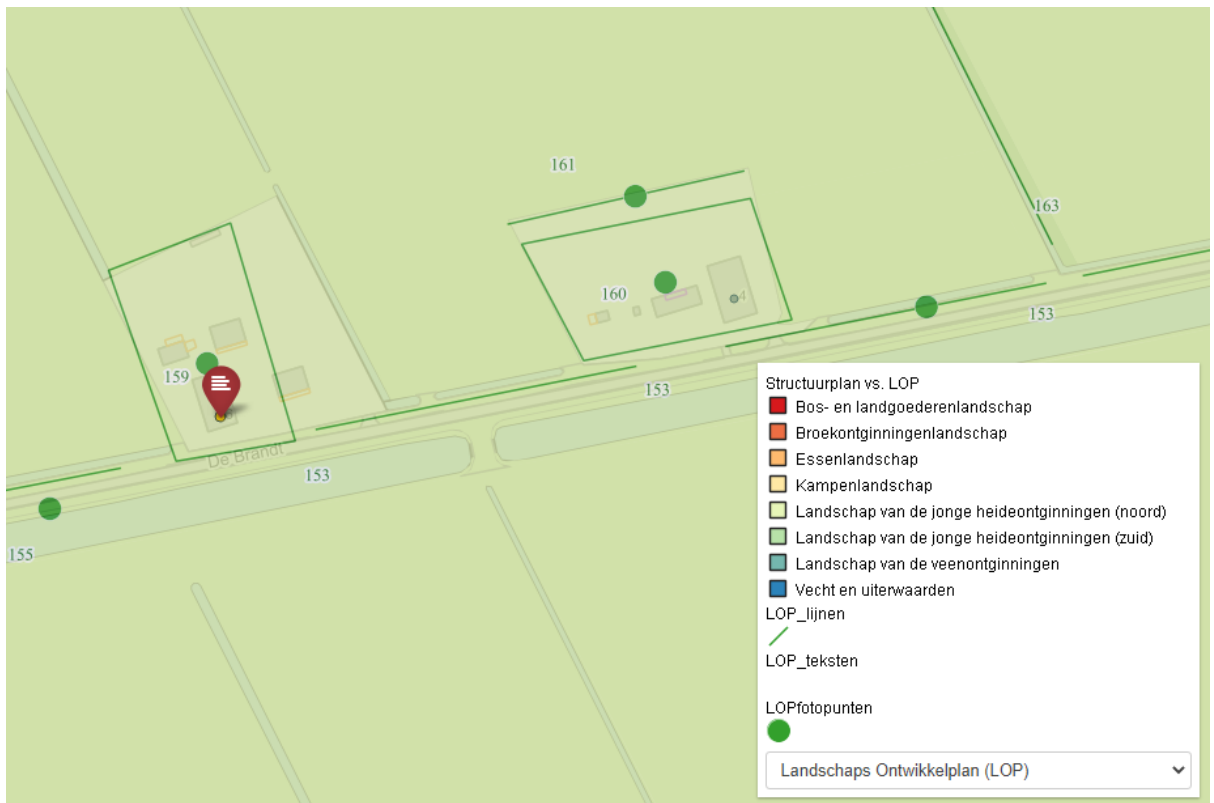 161
163
160
4
153
159
153
De Brandt
153
155
Structuurplan vs. LOP
Bos- en landgoederenlandschap
Broekontginningenlandschap
Essenlandschap
Kampenlandschap
Landschap van de jonge heideontginningen (noord)
Landschap van de jonge heideontginningen (zuid)
Landschap van de veenontginningen
Vecht en uiterwaarden
LOP_lijnen
LOP_teksten
LOPfotopunten
Landschaps Ontwikkelplan (LOP)